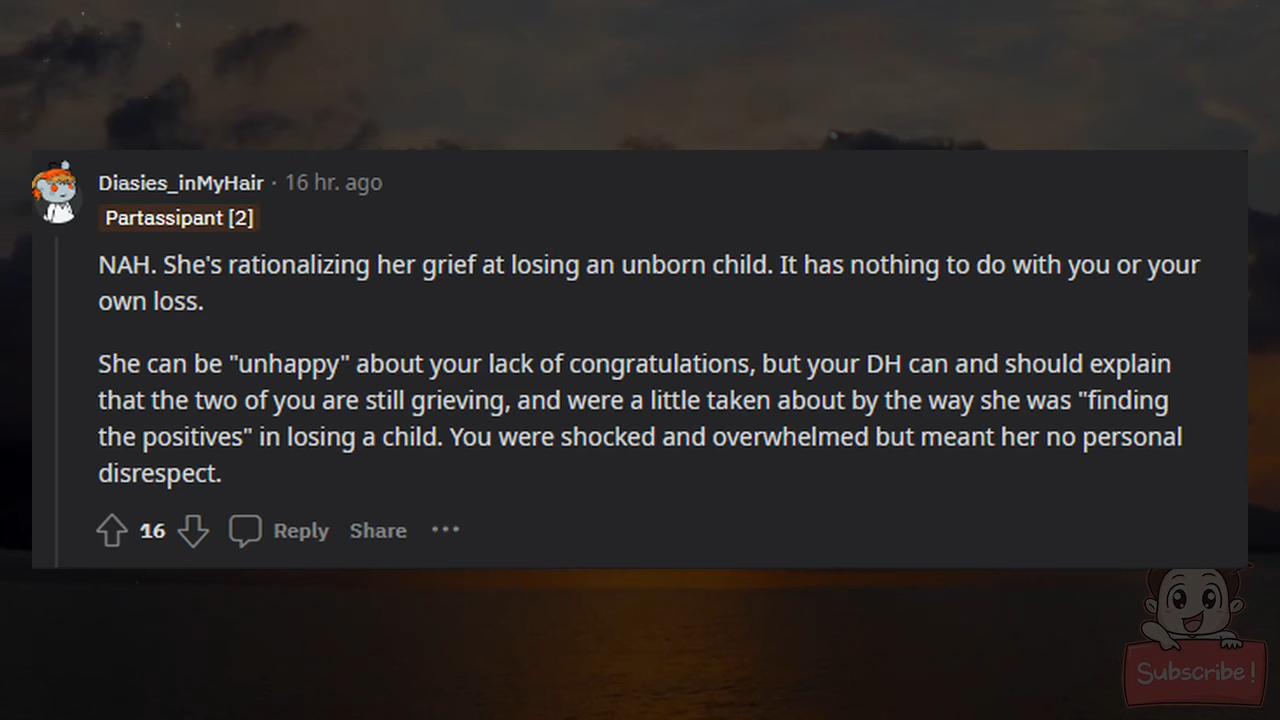 Diasies_inMyHair · 16 hr. ago
Partassipant [2]
NAH. She's rationalizing her grief at losing an unborn child. It has nothing to do with you or your
own loss.
She can be "unhappy" about your lack of congratulations, but your DH can and should explain
that the two of you are still grieving, and were a little taken about by the way she was "finding
the positives" in losing a child. You were shocked and overwhelmed but meant her no personal
disrespect.
16 Reply Share ···
Subscribe!